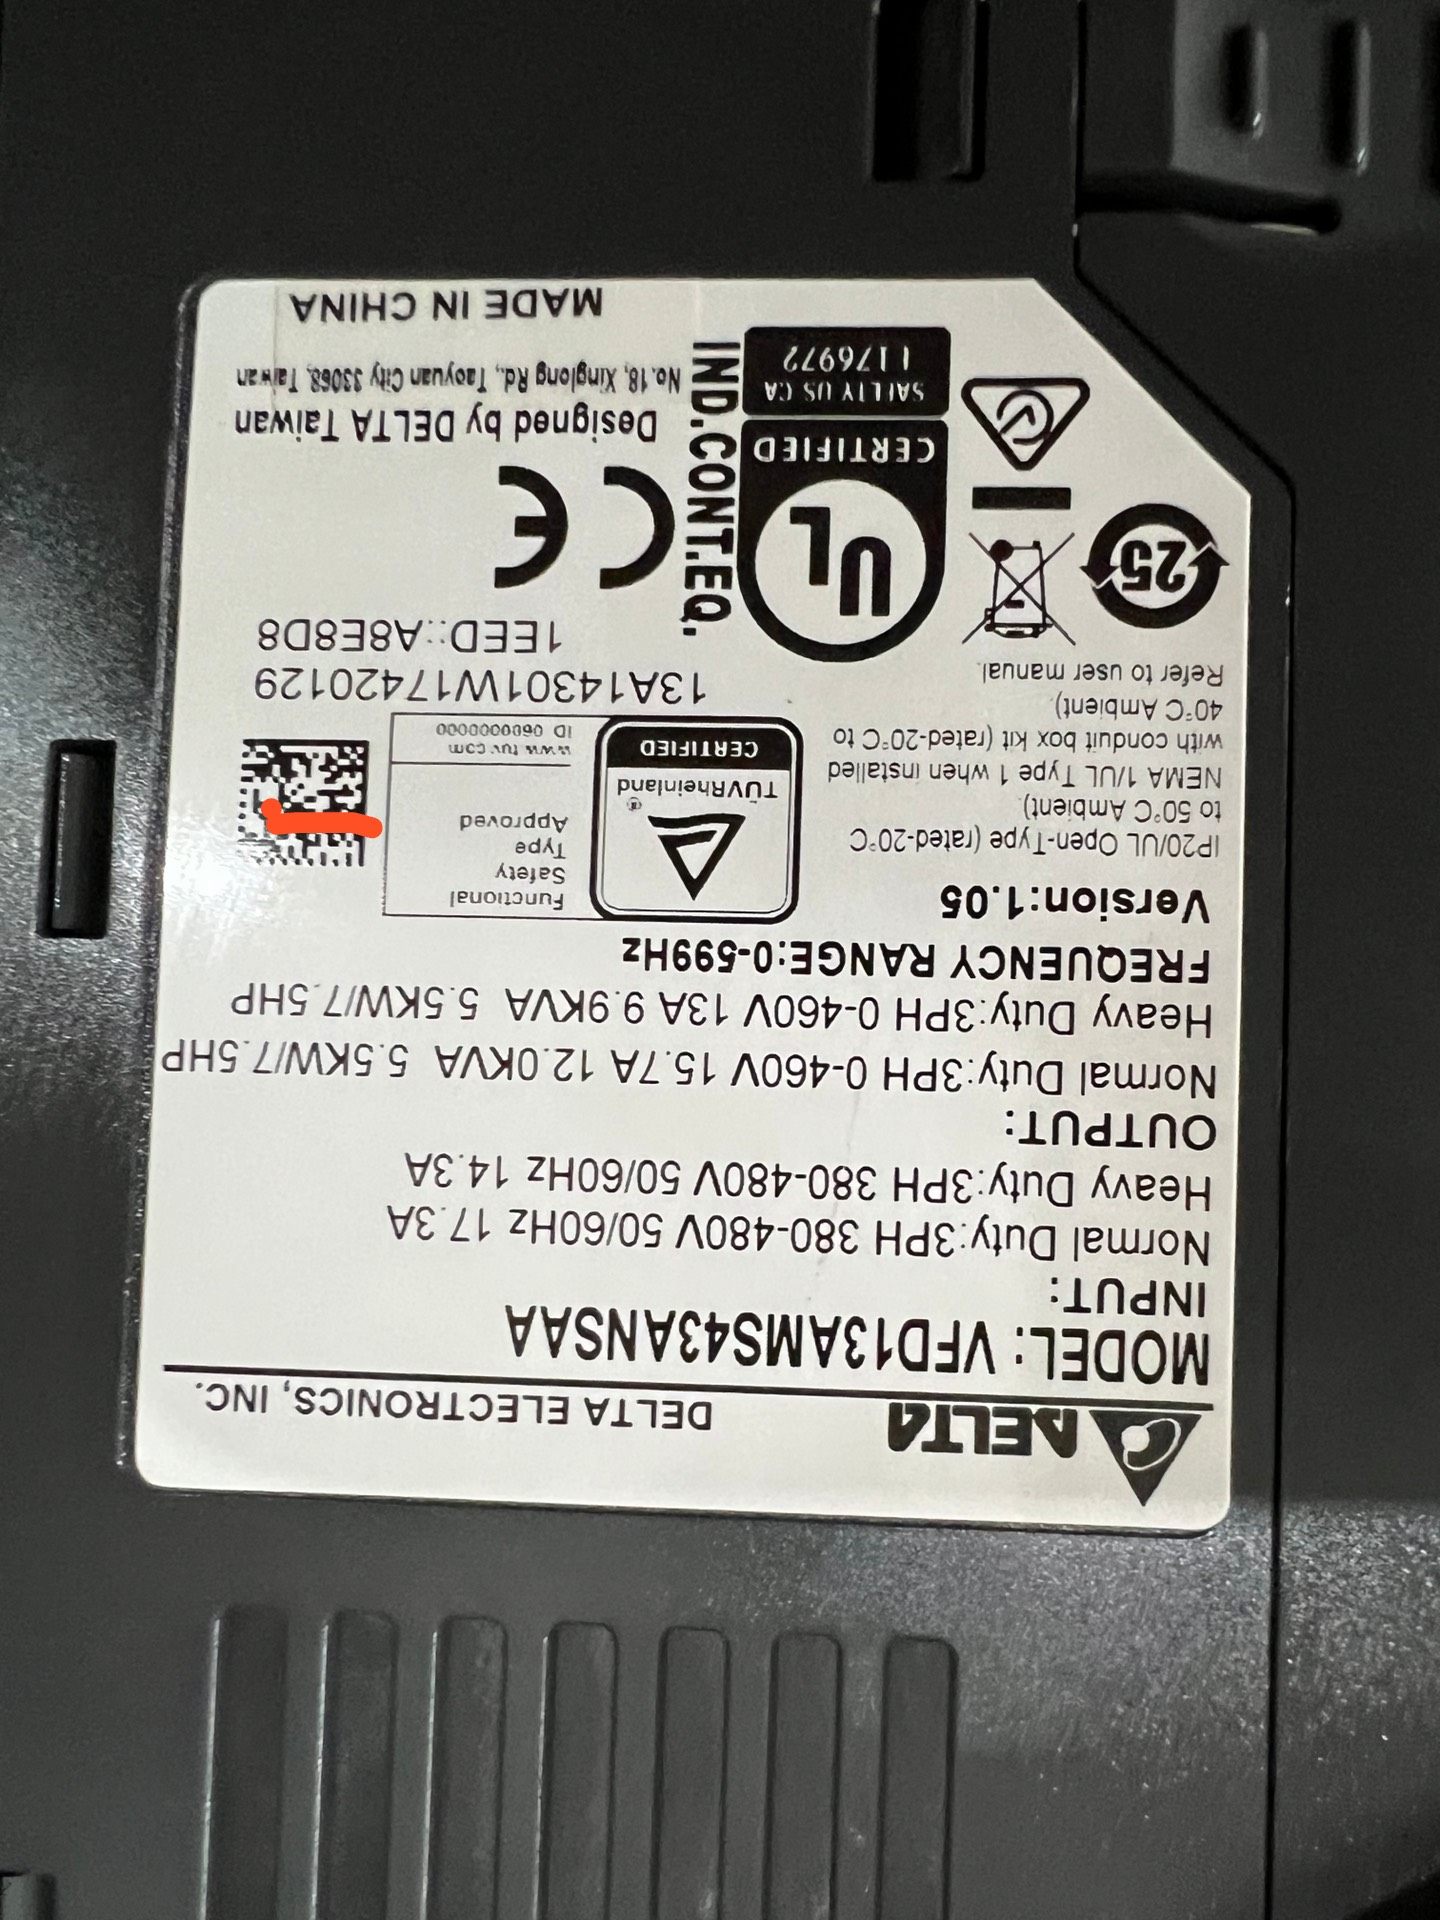 DELTA DELTA ELECTRONICS, INC.
MODEL: VFD13AMS43ANSAA
INPUT:
Normal Duty:3PH 380-480V 50/60Hz 17.3A
Heavy Duty:3PH 380-480V 50/60Hz 14.3A
OUTPUT:
Normal Duty:3PH 0-460V 15.7A 12.0KVA 5.5KW/7.5HP
Heavy Duty:3PH 0-460V 13A 9.9KVA 5.5KW/7.5HP
FREQUENCY RANGE:0-599Hz
Version:1.05
IP20/UL Open-Type (rated-20°C
to 50°C Ambient)
NEMA 1/UL Type 1 when installed
with conduit box kit (rated-20°C to
40°C Ambient).
Refer to user manual.
TÜVRheinland®
CERTIFIED
Functional
Safety
Type
Approved
www.tuv.com
ID 0600000000
13A14301W17420129
1EED::A8E8D8
25
UL
CERTIFIED
SAFETY US CA
E176972
IND.CONT.EQ.
CE
Designed by DELTA Taiwan
No.18, Xinglong Rd., Taoyuan City 33068, Taiwan
MADE IN CHINA